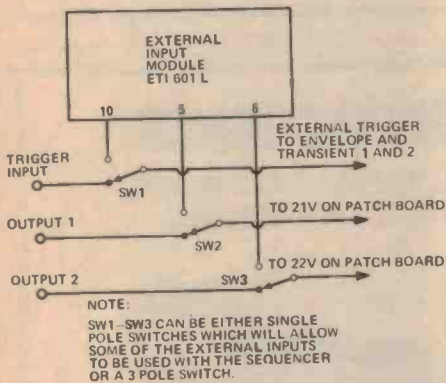 EXTERNAL
INPUT
MODULE
ETI 601 L
10
5
6
EXTERNAL TRIGGER
TO ENVELOPE AND
TRANSIENT 1 AND 2
TRIGGER
INPUT
SW1
OUTPUT 1
TO 21V ON PATCH BOARD
SW2
TO 22V ON PATCH BOARD
OUTPUT 2
SW3
NOTE:
SW1–SW3 CAN BE EITHER SINGLE
POLE SWITCHES WHICH WILL ALLOW
SOME OF THE EXTERNAL INPUTS
TO BE USED WITH THE SEQUENCER
OR A 3 POLE SWITCH.